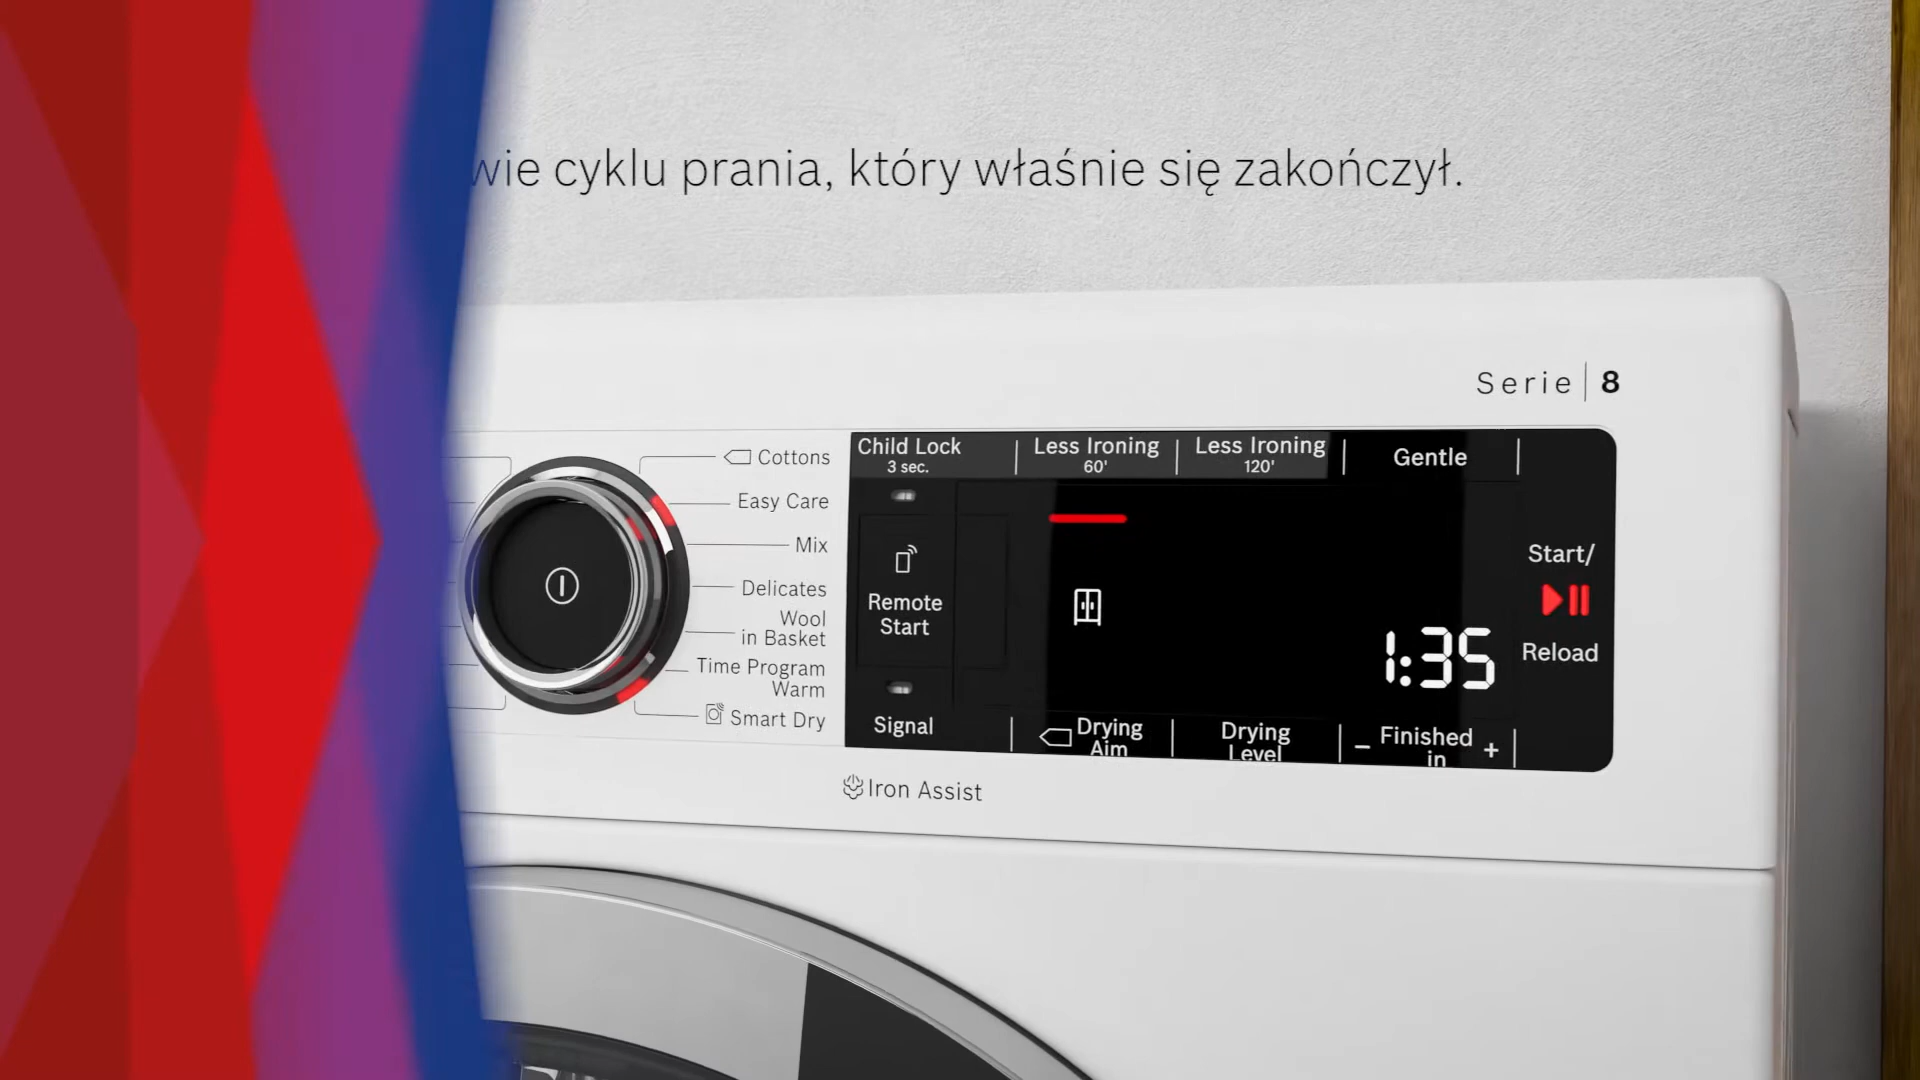 wie cyklu prania, który właśnie się zakończył.
Serie | 8
Cottons
Easy Care
Mix
Delicates
Wool
in Basket
Time Program
Warm
Smart Dry
Child Lock
3 sec.
Less Ironing
60'
Less Ironing
120'
Gentle
Remote
Start
Signal
1:35
Start/
Reload
Drying
Aim
Drying
Level
– Finished +
in
Iron Assist